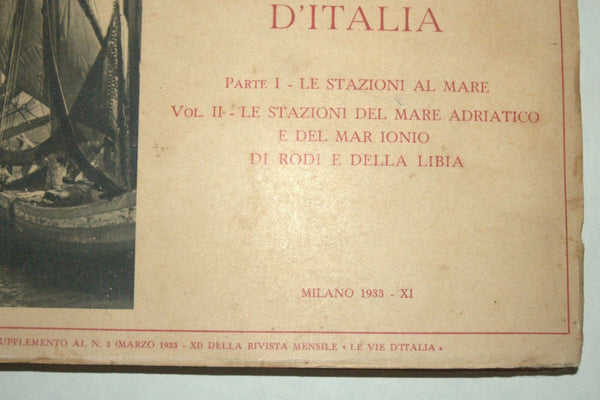 D'ITALIA
PARTE I - LE STAZIONI AL MARE
VOL. II - LE STAZIONI DEL MARE ADRIATICO
E DEL MAR IONIO
DI RODI E DELLA LIBIA
MILANO 1933 - XI
SUPPLEMENTO AL N. 3 (MARZO 1933 - XI) DELLA RIVISTA MENSILE « LE VIE D'ITALIA »